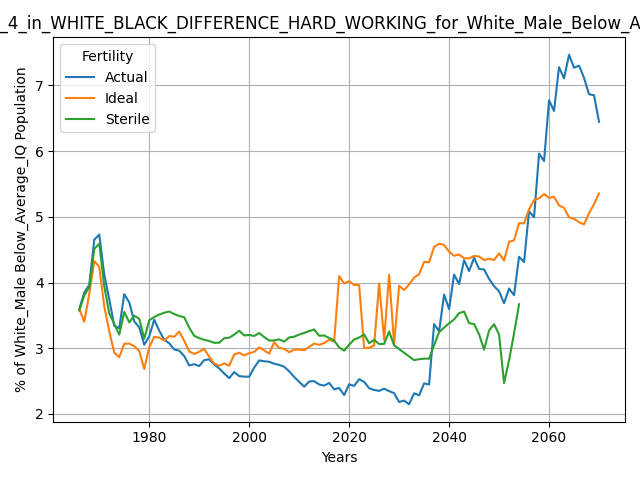 _4_in_WHITE_BLACK_DIFFERENCE_HARD_WORKING_for_White_Male_Below_A
Fertility
Actual
Ideal
Sterile
% of White_Male Below_Average_IQ Population
7
6
5
4
3
2
1980 2000 2020 2040 2060
Years